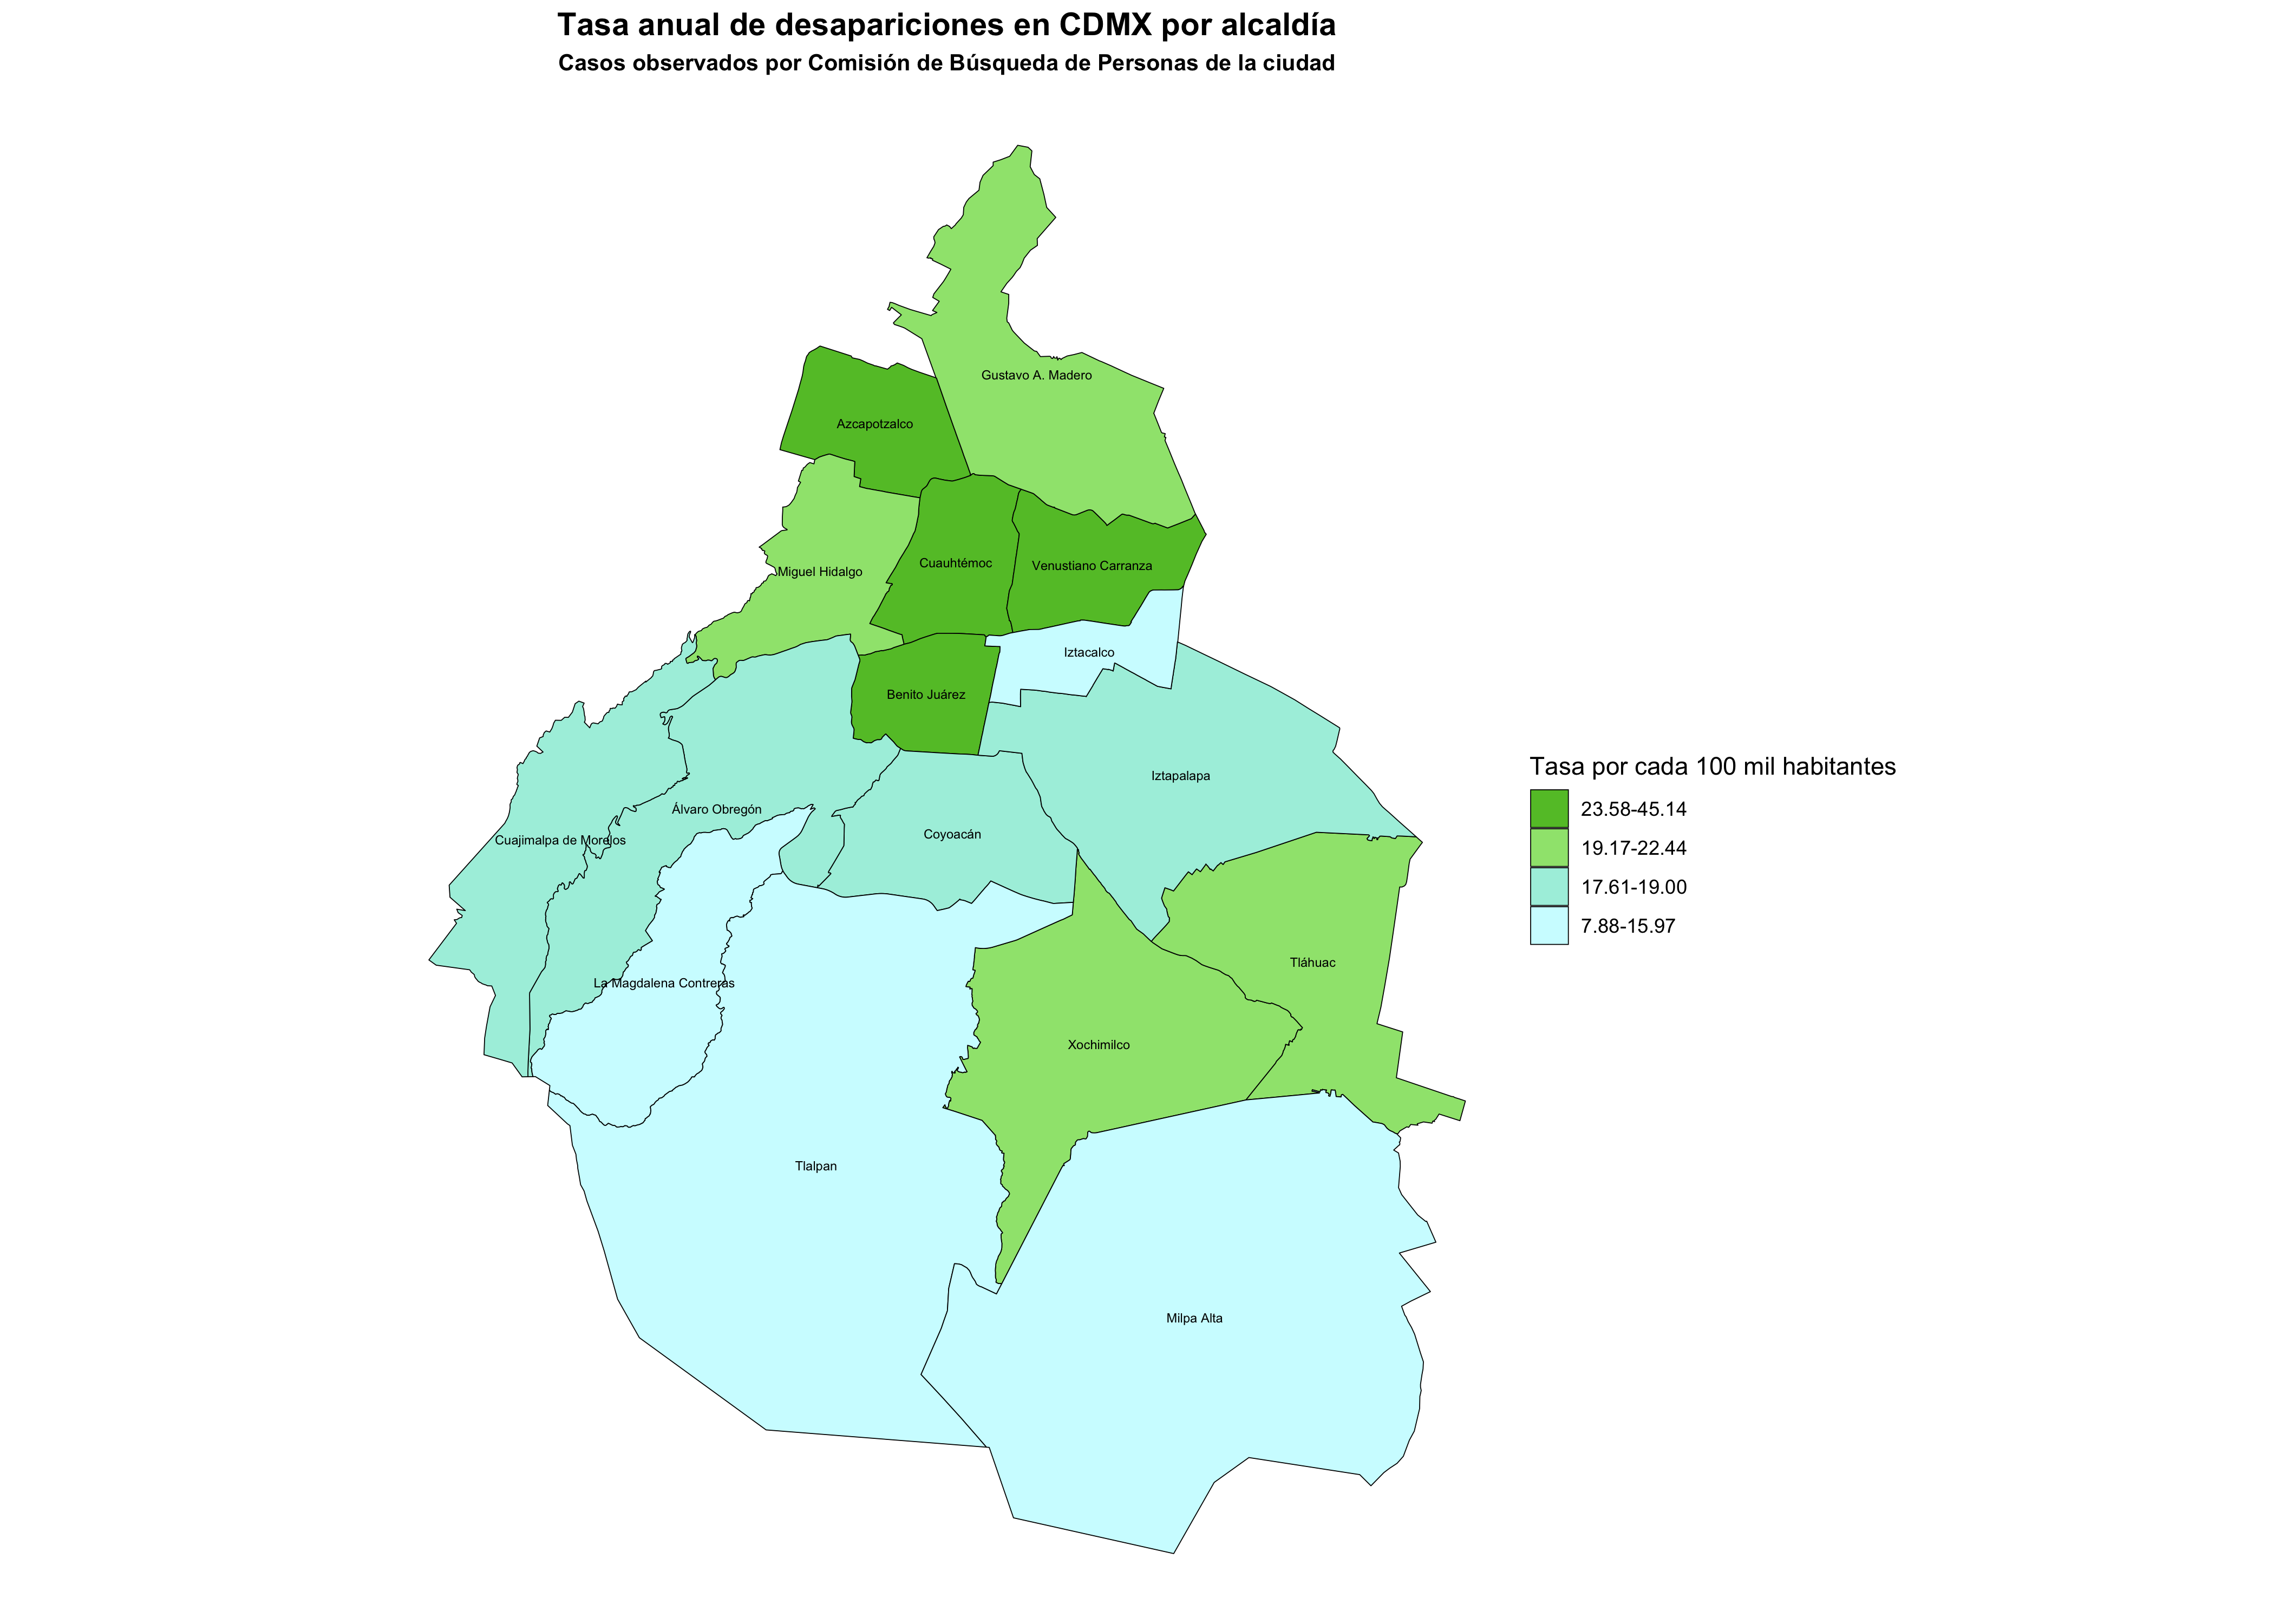 Tasa anual de desapariciones en CDMX por alcaldía
Casos observados por Comisión de Búsqueda de Personas de la ciudad
Gustavo A. Madero
Azcapotzalco
Cuauhtémoc
Venustiano Carranza
Miguel Hidalgo
Iztacalco
Benito Juárez
Iztapalapa
Álvaro Obregón
Coyoacán
Cuajimalpa de Morelos
Tláhuac
La Magdalena Contreras
Xochimilco
Tlalpan
Milpa Alta
Tasa por cada 100 mil habitantes
23.58-45.14
19.17-22.44
17.61-19.00
7.88-15.97